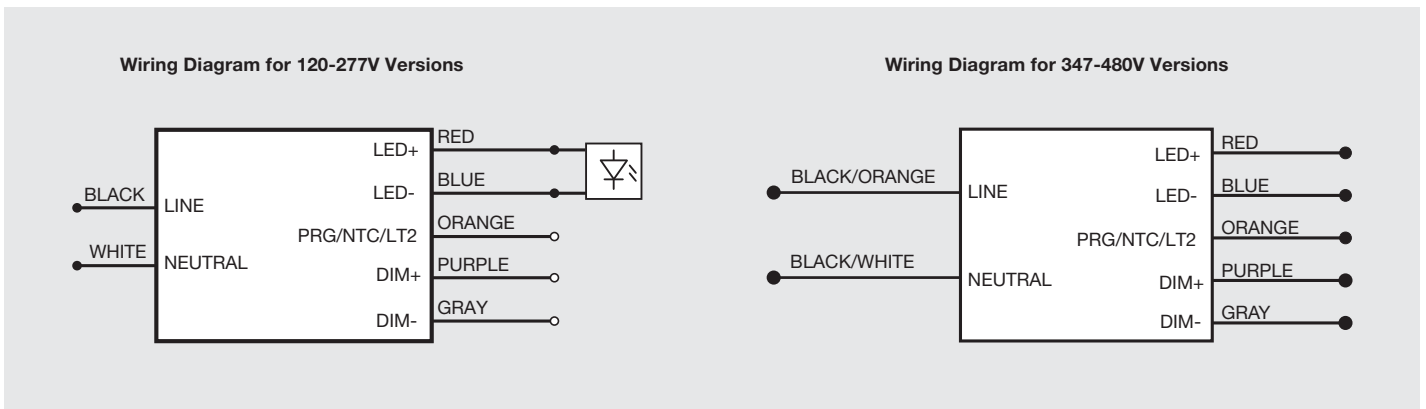 Wiring Diagram for 120-277V Versions
BLACK
WHITE
LINE
NEUTRAL
LED+
LED-
PRG/NTC/LT2
DIM+
DIM-
RED
BLUE
ORANGE
PURPLE
GRAY
Wiring Diagram for 347-480V Versions
BLACK/ORANGE
BLACK/WHITE
LINE
NEUTRAL
LED+
LED-
PRG/NTC/LT2
DIM+
DIM-
RED
BLUE
ORANGE
PURPLE
GRAY